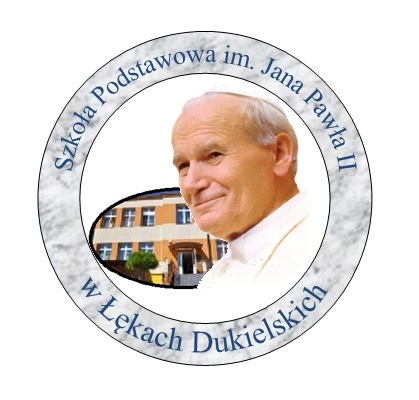 Szkoła Podstawowa im. Jana Pawła II
w Łękach Dukielskich